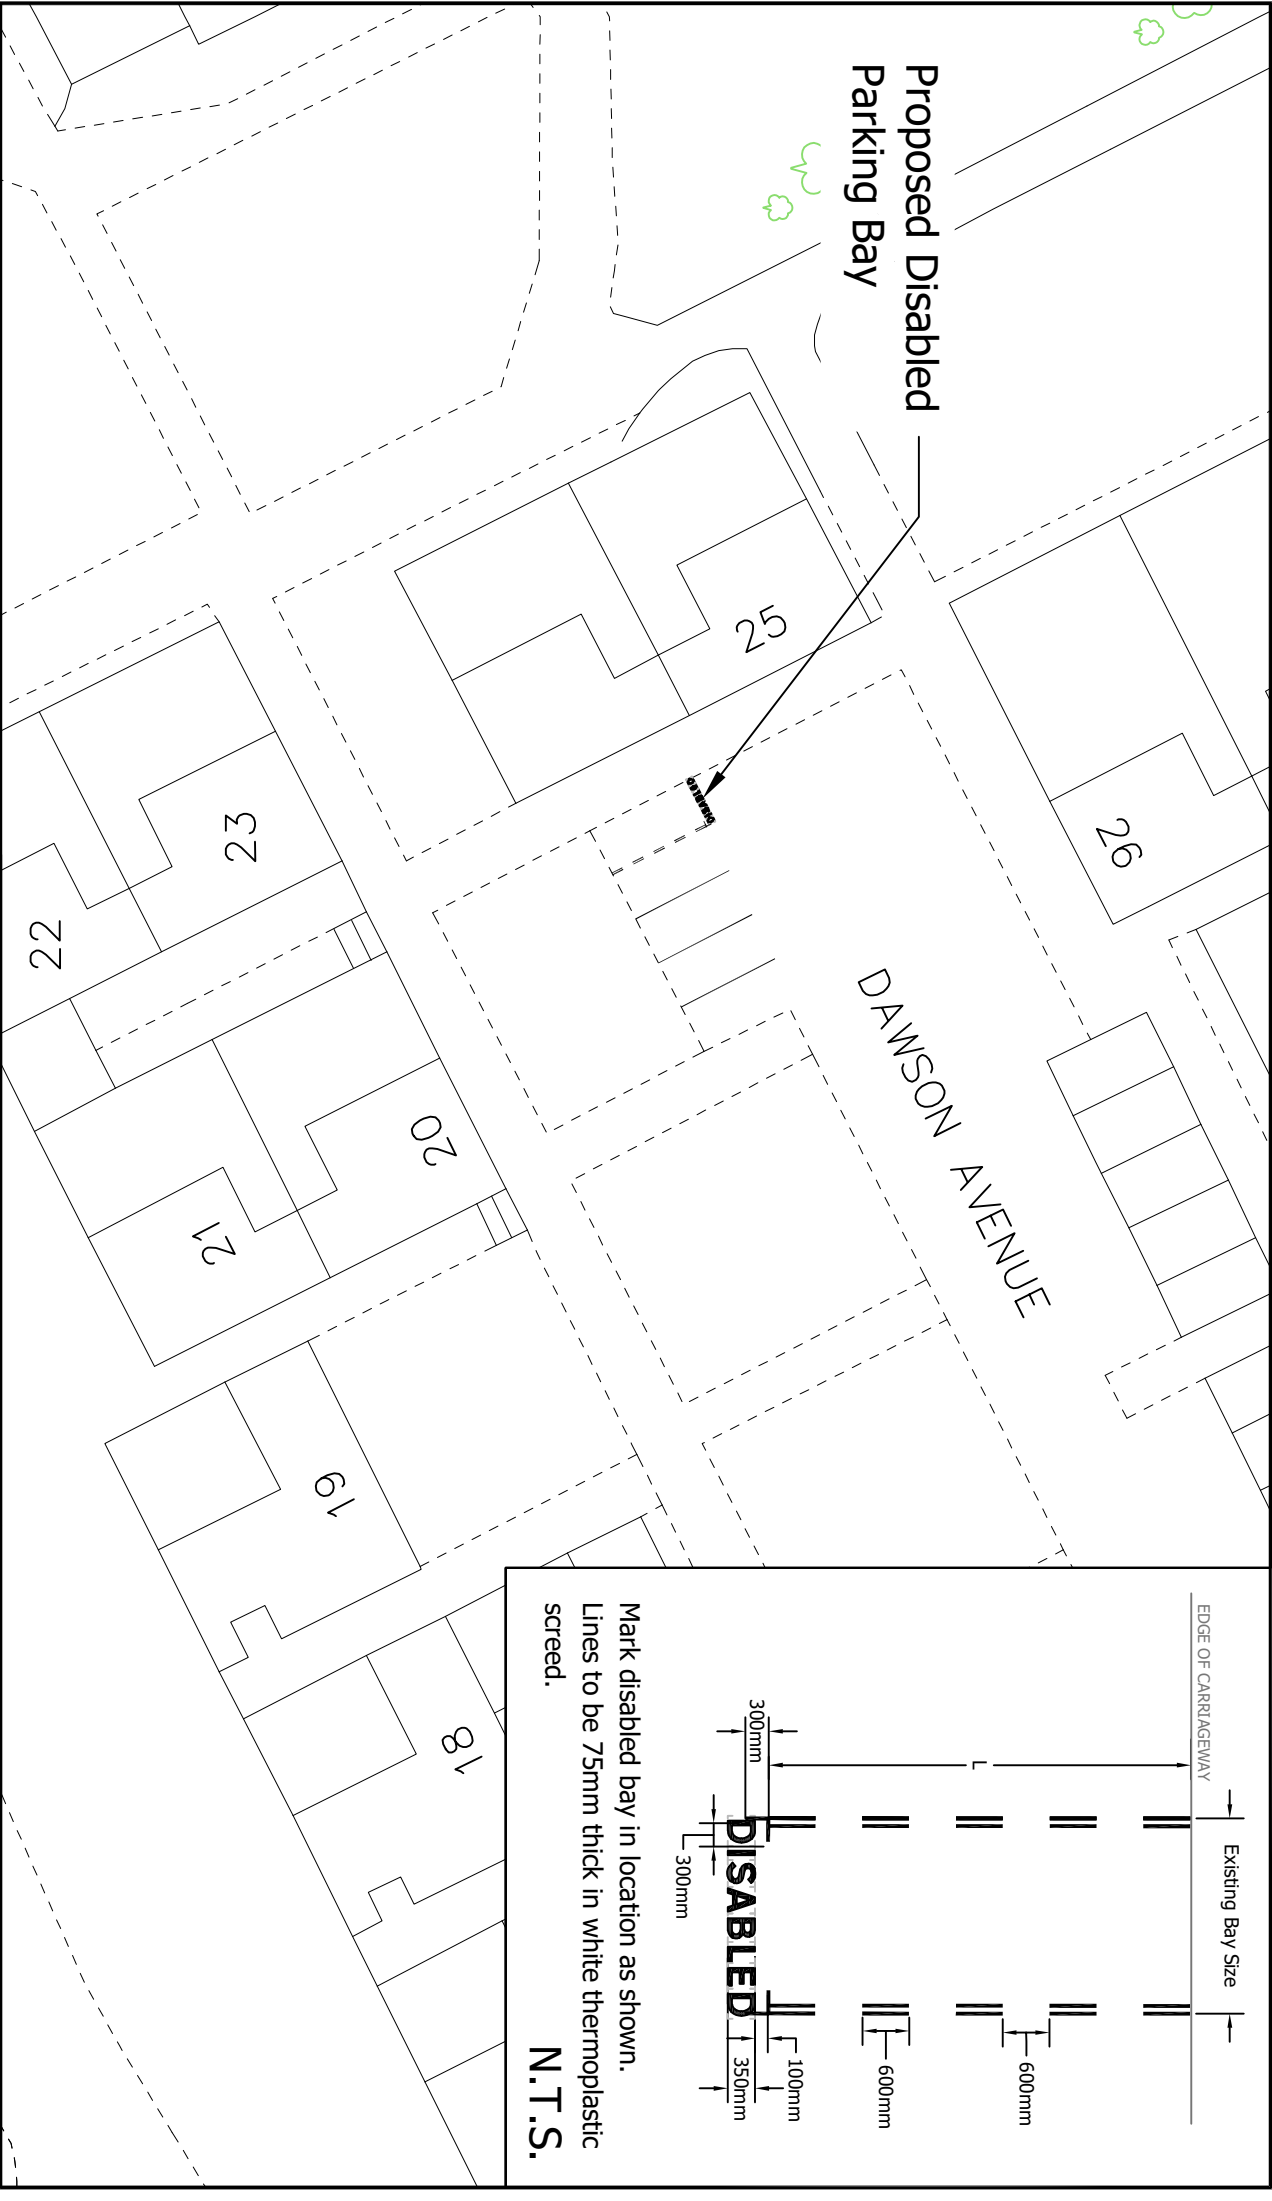 Proposed Disabled
Parking Bay
25
26
23
22
20
21
19
18
DAWSON AVENUE
DISABLED
EDGE OF CARRIAGEWAY
Existing Bay Size
L
600mm
600mm
300mm
300mm
100mm
350mm
DISABLED
Mark disabled bay in location as shown.
Lines to be 75mm thick in white thermoplastic
screed.
N.T.S.